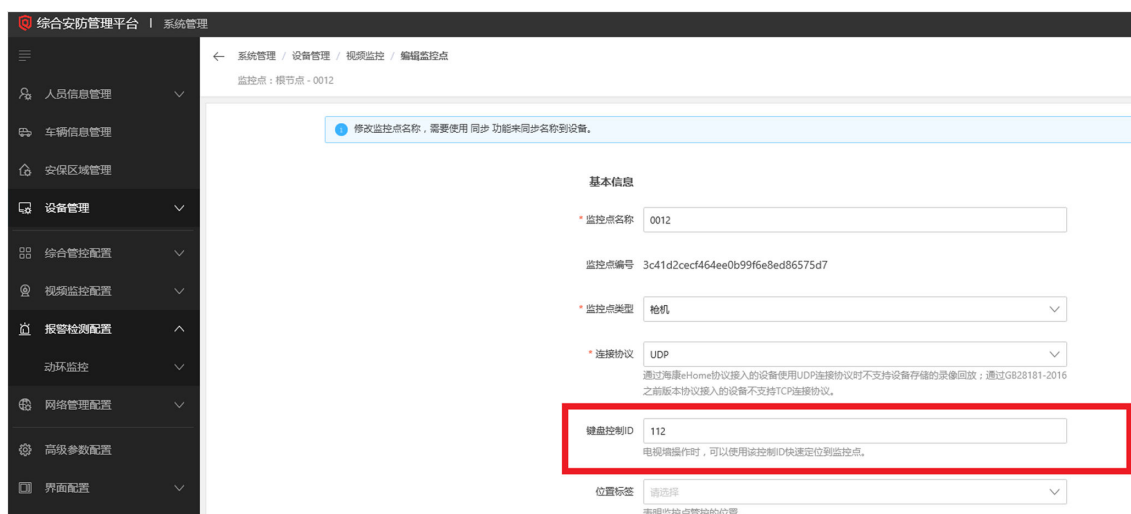 综合安防管理平台 | 系统管理
← 系统管理 / 设备管理 / 视频监控 / 编辑监控点
监控点：根节点 - 0012
人员信息管理
车辆信息管理
安保区域管理
设备管理
综合管控配置
视频监控配置
报警检测配置
动环监控
网络管理配置
高级参数配置
界面配置
修改监控点名称，需要使用 同步 功能来同步名称到设备。
基本信息
* 监控点名称 0012
监控点编号 3c41d2cecf464ee0b99f6e8ed86575d7
* 监控点类型 枪机
* 连接协议 UDP
通过海康eHome协议接入的设备使用UDP连接协议时不支持设备存储的录像回放；通过GB28181-2016
之前版本协议接入的设备不支持TCP连接协议。
键盘控制ID 112
电视墙操作时，可以使用该控制ID快速定位到监控点。
位置标签 请选择
表明监控点管控的位置